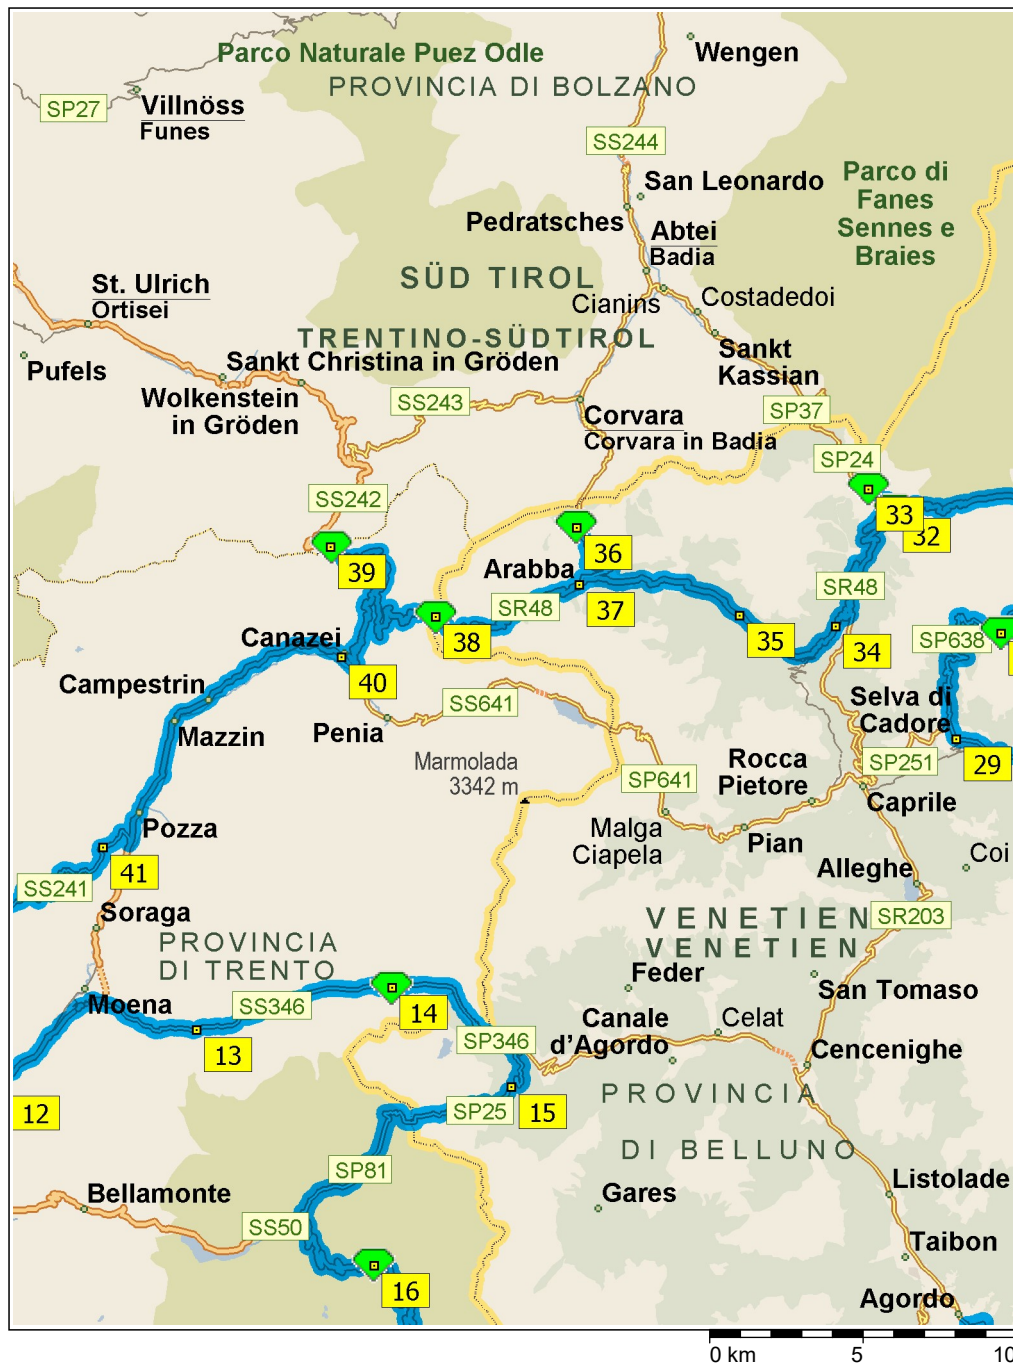 Wengen
Parco Naturale Puez Odle
PROVINCIA DI BOLZANO
SP27
Villnöss
Funes
SS244
San Leonardo
Parco di
Fanes
Sennes e
Braies
Pedratsches
Abtei
Badia
SÜD TIROL
St. Ulrich
Ortisei
Cianins
Costadedoi
TRENTINO-SÜDTIROL
Pufels
Sankt Christina in Gröden
Sankt
Kassian
Wolkenstein
in Gröden
SS243
SP37
Corvara
Corvara in Badia
SP24
SS242
33
32
36
39
Arabba
SR48
37
SR48
35
34
38
Canazei
40
SP638
Campestrin
Selva di
Cadore
SS641
Penia
Mazzin
29
Marmolada
3342 m
Rocca
Pietore
SP251
SP641
Caprile
Pozza
Malga
Ciapela
Pian
Coi
41
Alleghe
SS241
Soraga
VENETIEN
VENETIEN
SR203
PROVINCIA
DI TRENTO
Feder
San Tomaso
Moena
SS346
14
Canale
d'Agordo
Celat
13
SP346
Cencenighe
PROVINCIA
DI BELLUNO
12
SP25
15
SP81
Listolade
Bellamonte
Gares
SS50
Taibon
16
Agordo
0 km
5
10